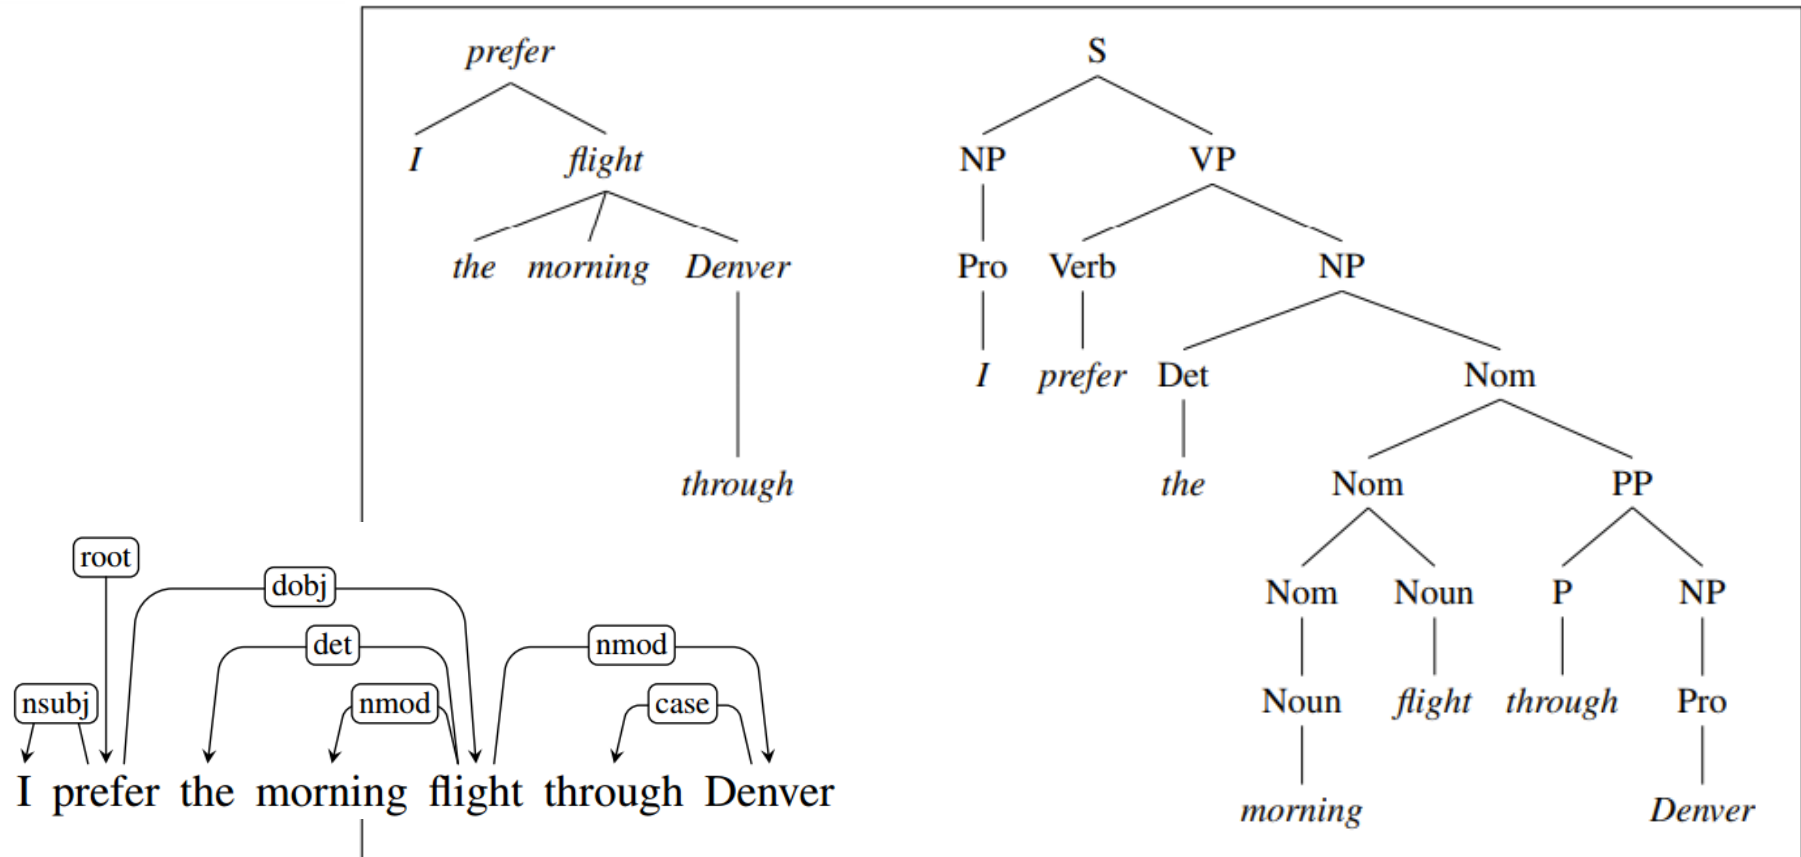 prefer S
I flight NP VP
the morning Denver Pro Verb NP
I prefer Det Nom
through the Nom PP
root
dobj Nom Noun P NP
det nmod
nsubj nmod case Noun flight through Pro
I prefer the morning flight through Denver
morning Denver